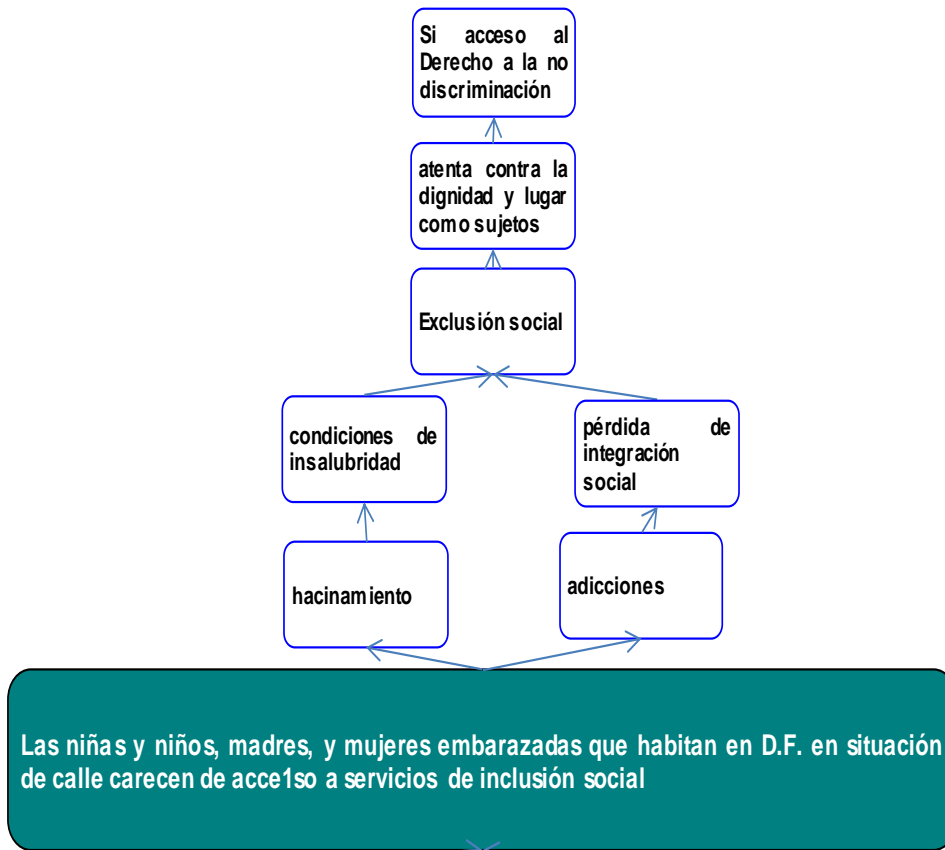 Si acceso al
Derecho a la no
discriminación
atenta contra la
dignidad y lugar
como sujetos
Exclusión social
condiciones de
insalubridad
pérdida de
integración
social
hacinamiento
adicciones
Las niñas y niños, madres, y mujeres embarazadas que habitan en D.F. en situación
de calle carecen de acce1so a servicios de inclusión social